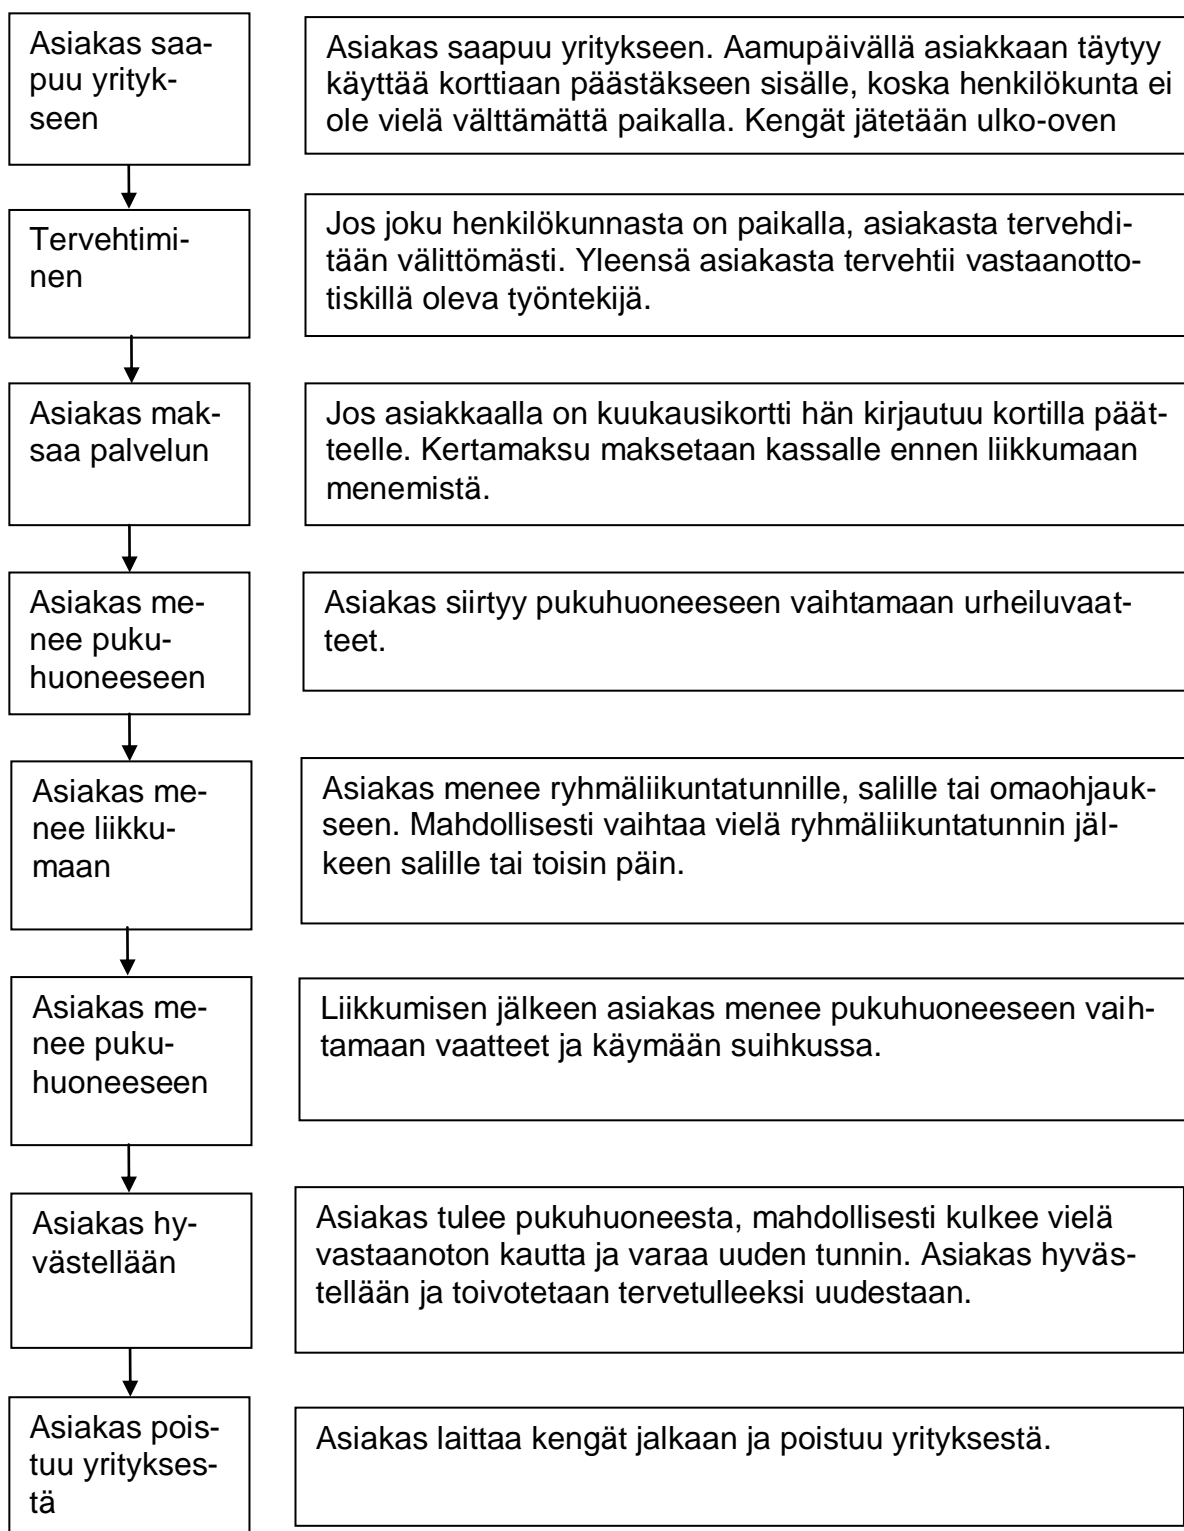 Asiakas saa-
puu yrityk-
seen
Asiakas saapuu yritykseen. Aamupäivällä asiakkaan täytyy
käyttää korttiaan päästäkseen sisälle, koska henkilökunta ei
ole vielä välttämättä paikalla. Kengät jätetään ulko-oven
Tervehtimi-
nen
Jos joku henkilökunnasta on paikalla, asiakasta tervehdi-
tään välittömästi. Yleensä asiakasta tervehtii vastaanotto-
tiskillä oleva työntekijä.
Asiakas mak-
saa palvelun
Jos asiakkaalla on kuukausikortti hän kirjautuu kortilla päät-
teelle. Kertamaksu maksetaan kassalle ennen liikkumaan
menemistä.
Asiakas me-
nee puku-
huoneeseen
Asiakas siirtyy pukuhuoneeseen vaihtamaan urheiluvaat-
teet.
Asiakas me-
nee liikku-
maan
Asiakas menee ryhmäliikuntatunnille, salille tai omaohjauk-
seen. Mahdollisesti vaihtaa vielä ryhmäliikuntatunnin jäl-
keen salille tai toisin päin.
Asiakas me-
nee puku-
huoneeseen
Liikkumisen jälkeen asiakas menee pukuhuoneeseen vaih-
tamaan vaatteet ja käymään suihkussa.
Asiakas hy-
västellään
Asiakas tulee pukuhuoneesta, mahdollisesti kulkee vielä
vastaanoton kautta ja varaa uuden tunnin. Asiakas hyväs-
tellään ja toivotetaan tervetulleeksi uudestaan.
Asiakas pois-
tuu yritykses-
tä
Asiakas laittaa kengät jalkaan ja poistuu yrityksestä.